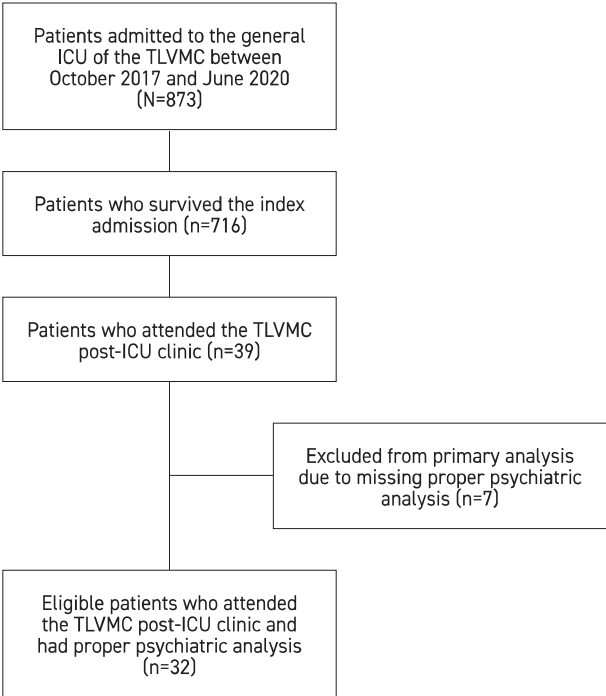 Patients admitted to the general
ICU of the TLVMC between
October 2017 and June 2020
(N=873)
Patients who survived the index
admission (n=716)
Patients who attended the TLVMC
post-ICU clinic (n=39)
Excluded from primary analysis
due to missing proper psychiatric
analysis (n=7)
Eligible patients who attended
the TLVMC post-ICU clinic and
had proper psychiatric analysis
(n=32)